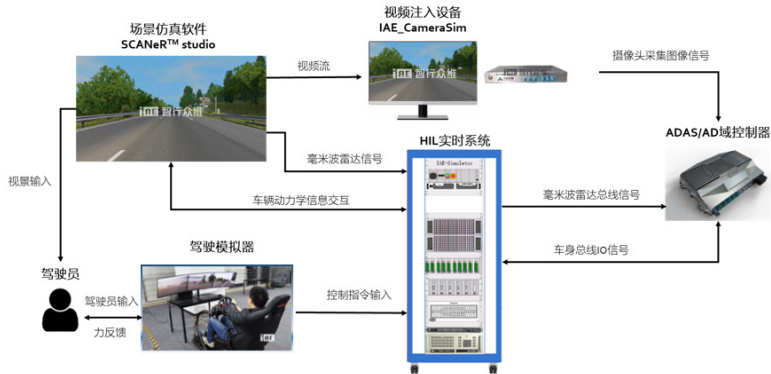 场景仿真软件
SCANeR™ studio
视频注入设备
IAE_CameraSim
视频流
摄像头采集图像信号
iAE 智行众维
iAE 智行众维
HIL实时系统
ADAS/AD域控制器
IAE-Simulator
毫米波雷达信号
视景输入
车辆动力学信息交互
毫米波雷达总线信号
驾驶模拟器
车身总线IO信号
驾驶员
驾驶员输入
控制指令输入
力反馈
iAE